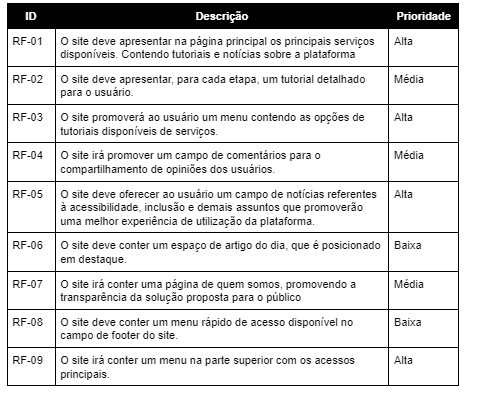 ID Descrição Prioridade
RF-01 O site deve apresentar na página principal os principais serviços Alta
disponíveis. Contendo tutoriais e notícias sobre a plataforma
RF-02 O site deve apresentar, para cada etapa, um tutorial detalhado Média
para o usuário.
RF-03 O site promoverá ao usuário um menu contendo as opções de Alta
tutoriais disponíveis de serviços.
RF-04 O site irá promover um campo de comentários para o Média
compartilhamento de opiniões dos usuários.
RF-05 O site deve oferecer ao usuário um campo de notícias referentes Alta
à acessibilidade, inclusão e demais assuntos que promoverão
uma melhor experiência de utilização da plataforma.
RF-06 O site deve conter um espaço de artigo do dia, que é posicionado Baixa
em destaque.
RF-07 O site irá conter uma página de quem somos, promovendo a Média
transparência da solução proposta para o público
RF-08 O site deve conter um menu rápido de acesso disponível no Baixa
campo de footer do site.
RF-09 O site irá conter um menu na parte superior com os acessos Alta
principais.